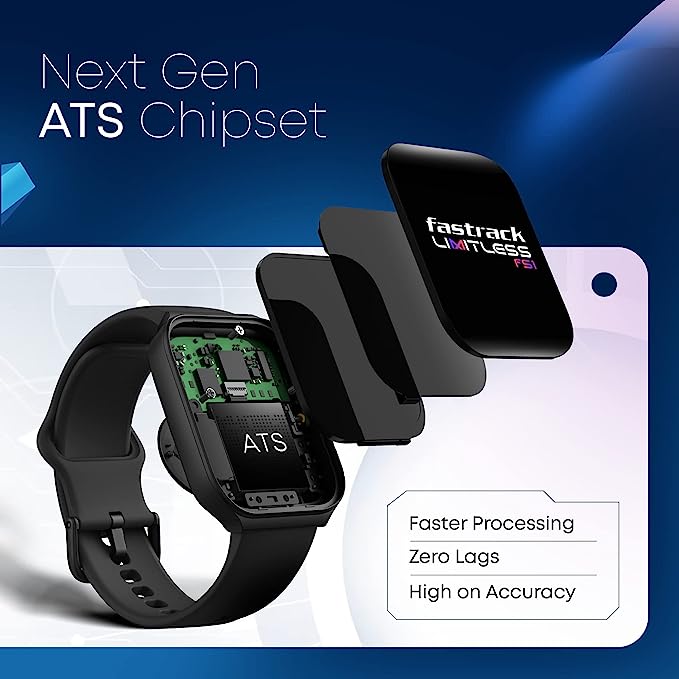 Next Gen
ATS Chipset
fastrack
LIMITLESS
FS1
ATS
Faster Processing
Zero Lags
High on Accuracy